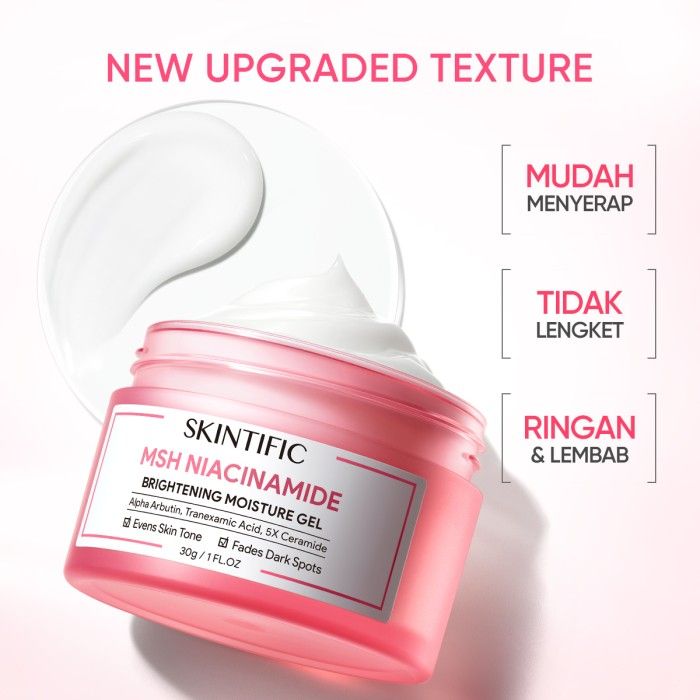 NEW UPGRADED TEXTURE
MUDAH
MENYERAP
TIDAK
LENGKET
RINGAN
& LEMBAB
SKINTIFIC
MSH NIACINAMIDE
BRIGHTENING MOISTURE GEL
Alpha Arbutin, Tranexamic Acid, 5X Ceramide
☑ Evens Skin Tone ☑ Fades Dark Spots
30g / 1 FL.OZ